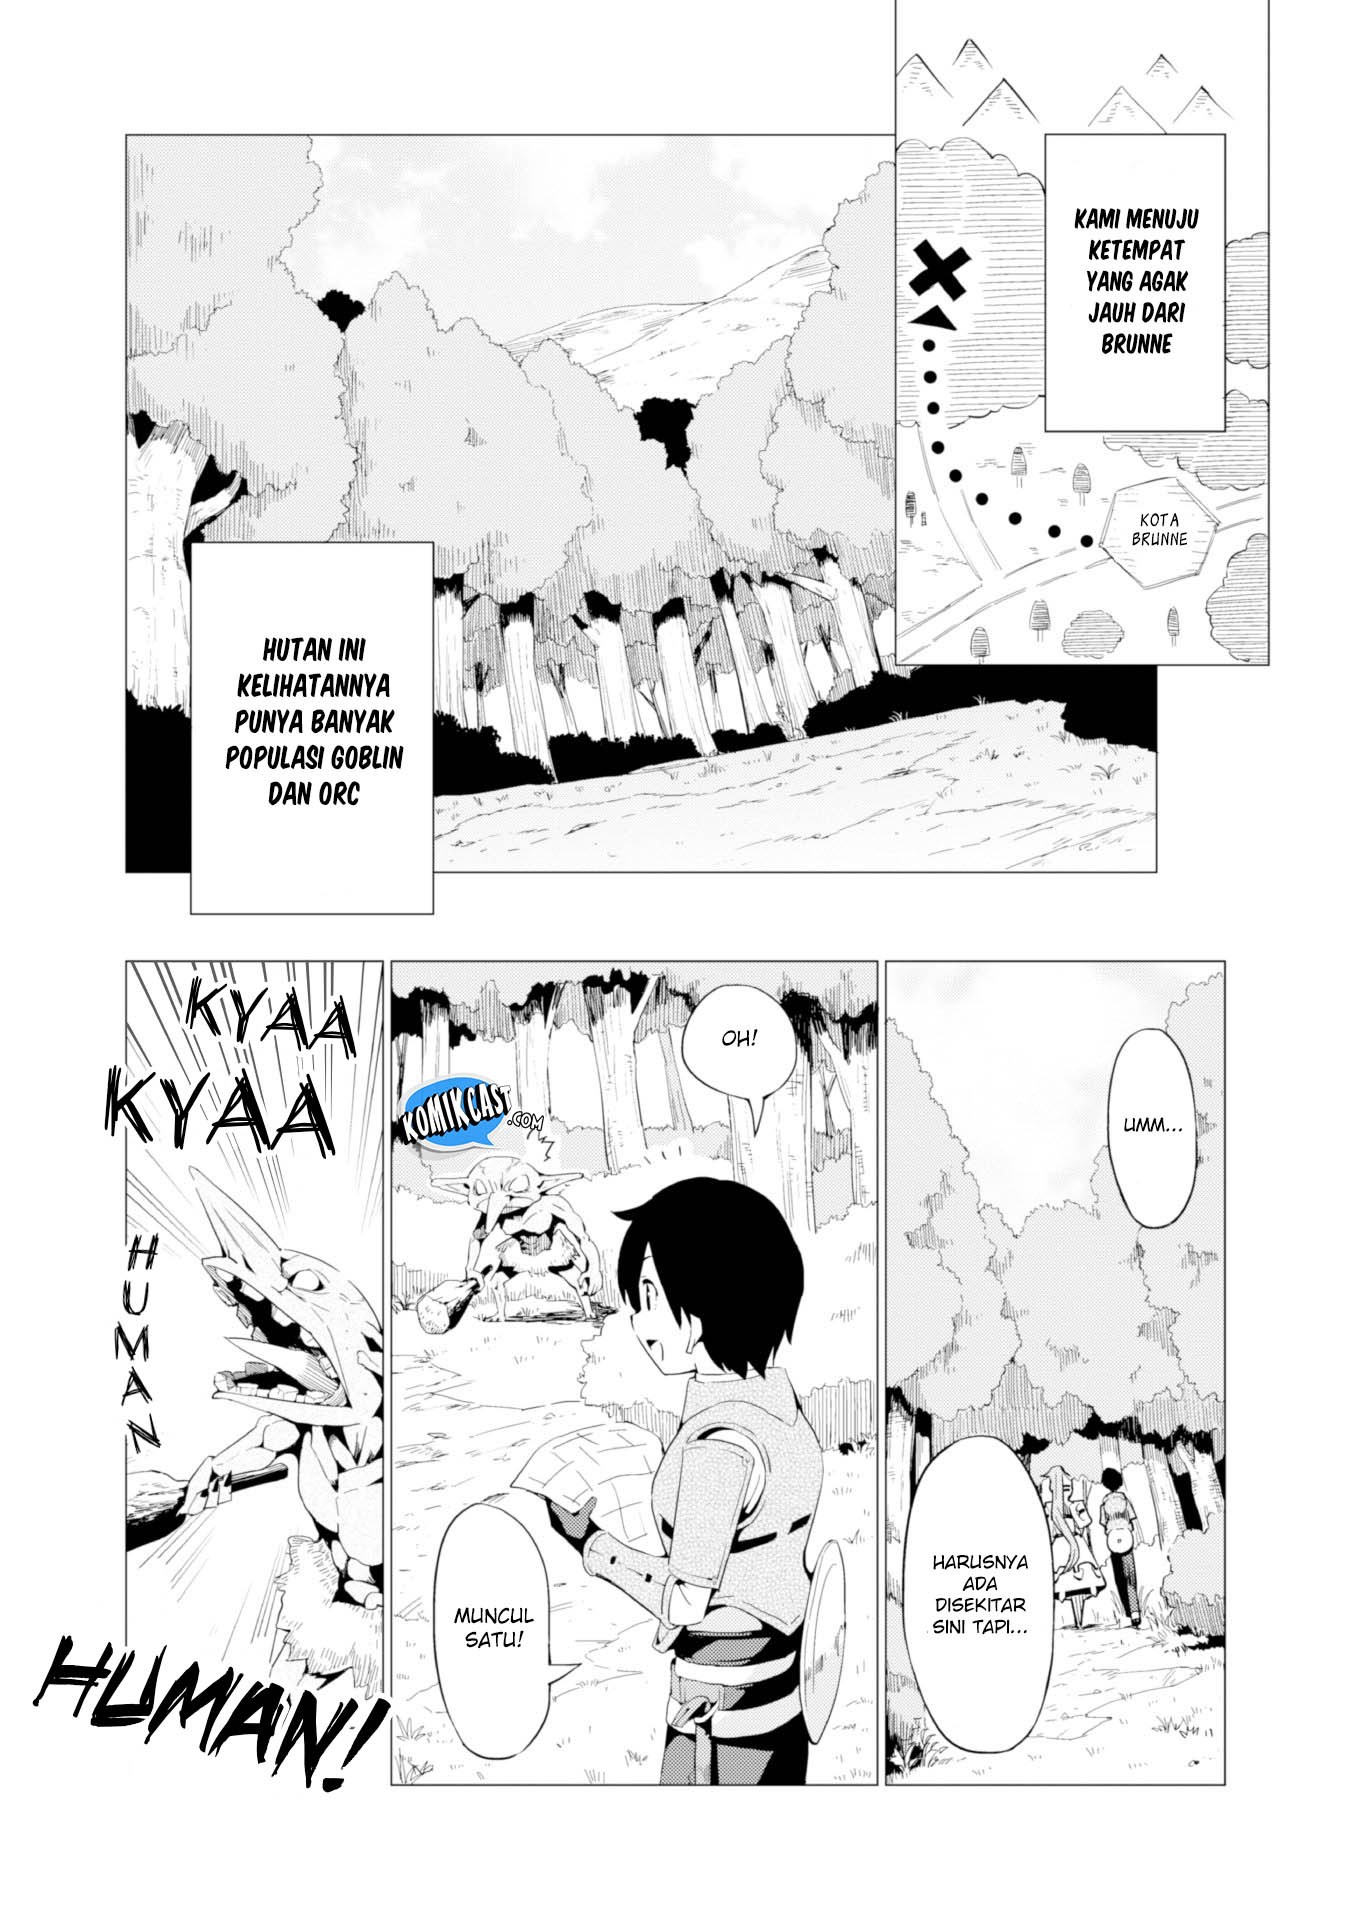 KAMI MENUJU
KETEMPAT
YANG AGAK
JAUH DARI
BRUNNE
KOTA
BRUNNE
HUTAN INI
KELIHATANNYA
PUNYA BANYAK
POPULASI GOBLIN
DAN ORC
UMM...
HARUSNYA
ADA
DISEKITAR
SINI TAPI...
OH!
KOMIKCAST
.COM
MUNCUL
SATU!
KYAA
KYAA
HUMAN
HUMAN!